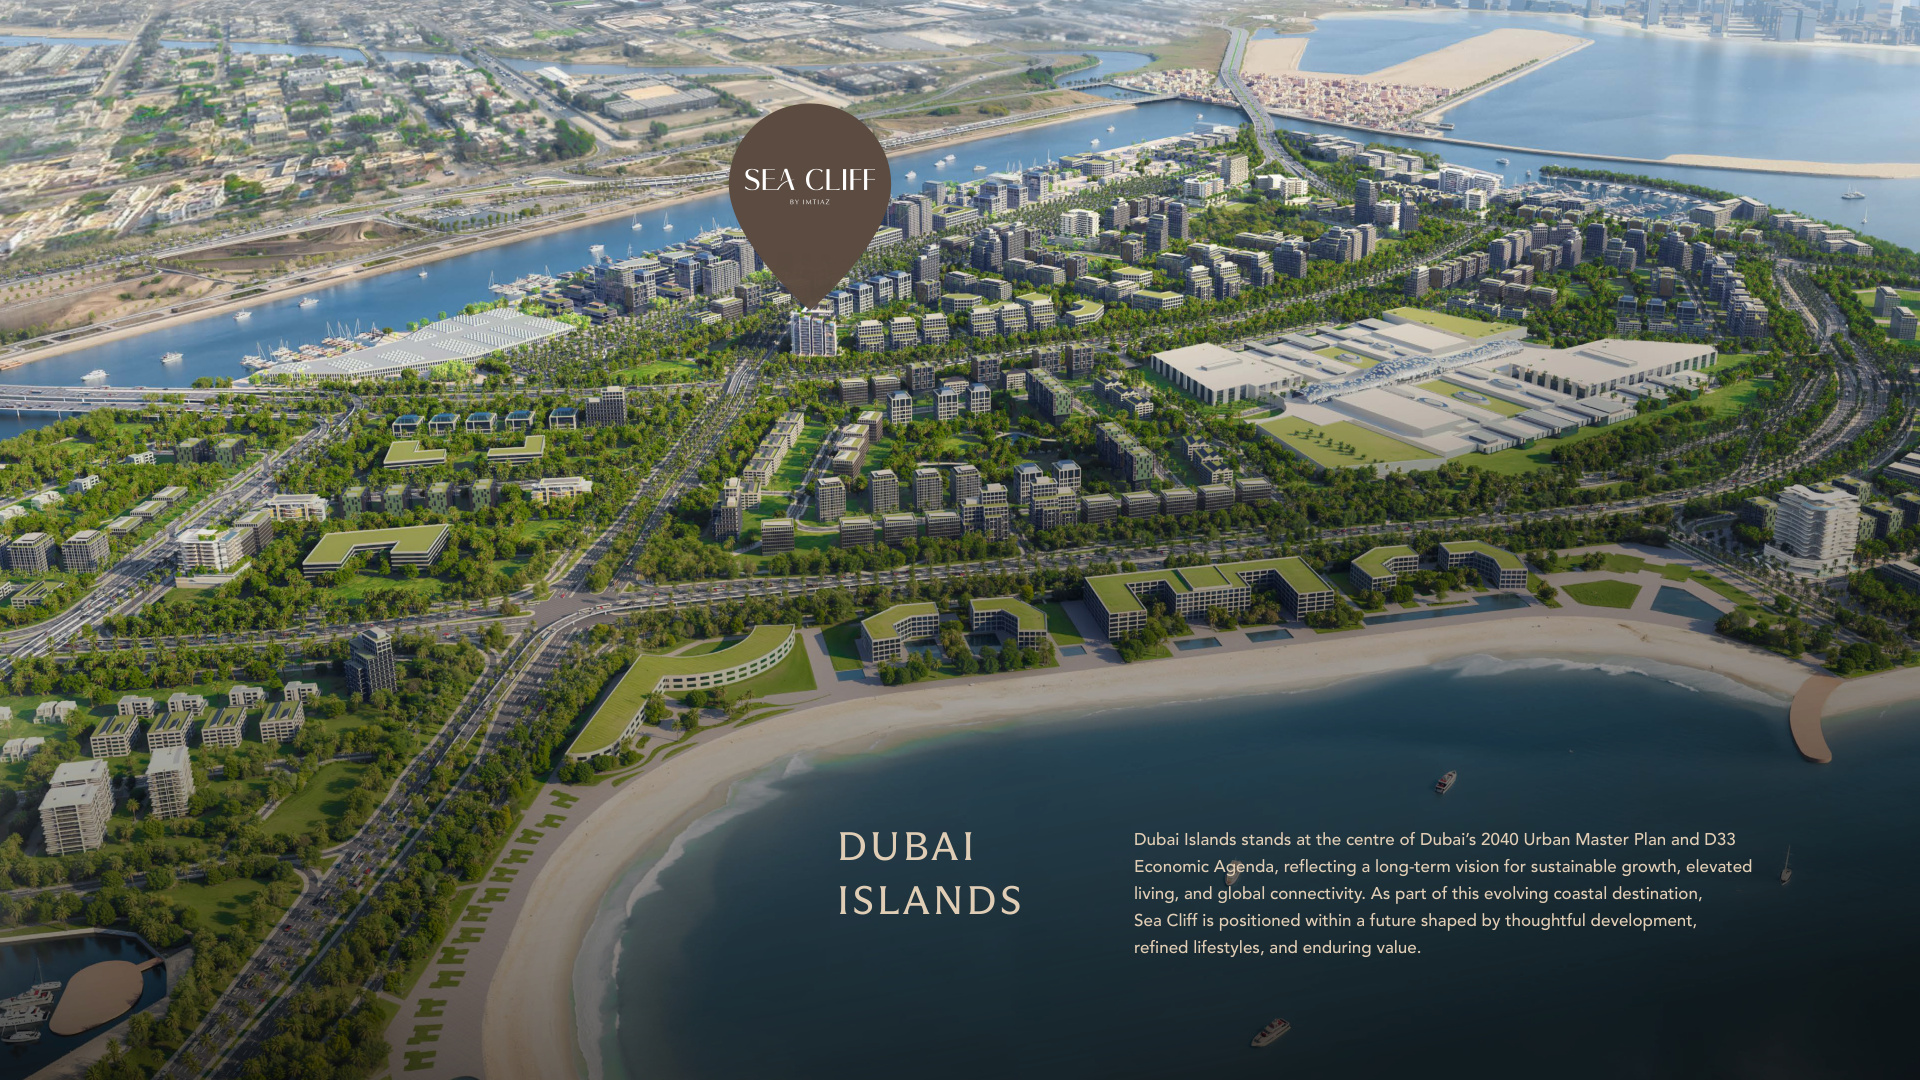 SEA CLIFF
BY IMTIAZ
DUBAI
ISLANDS
Dubai Islands stands at the centre of Dubai’s 2040 Urban Master Plan and D33
Economic Agenda, reflecting a long-term vision for sustainable growth, elevated
living, and global connectivity. As part of this evolving coastal destination,
Sea Cliff is positioned within a future shaped by thoughtful development,
refined lifestyles, and enduring value.